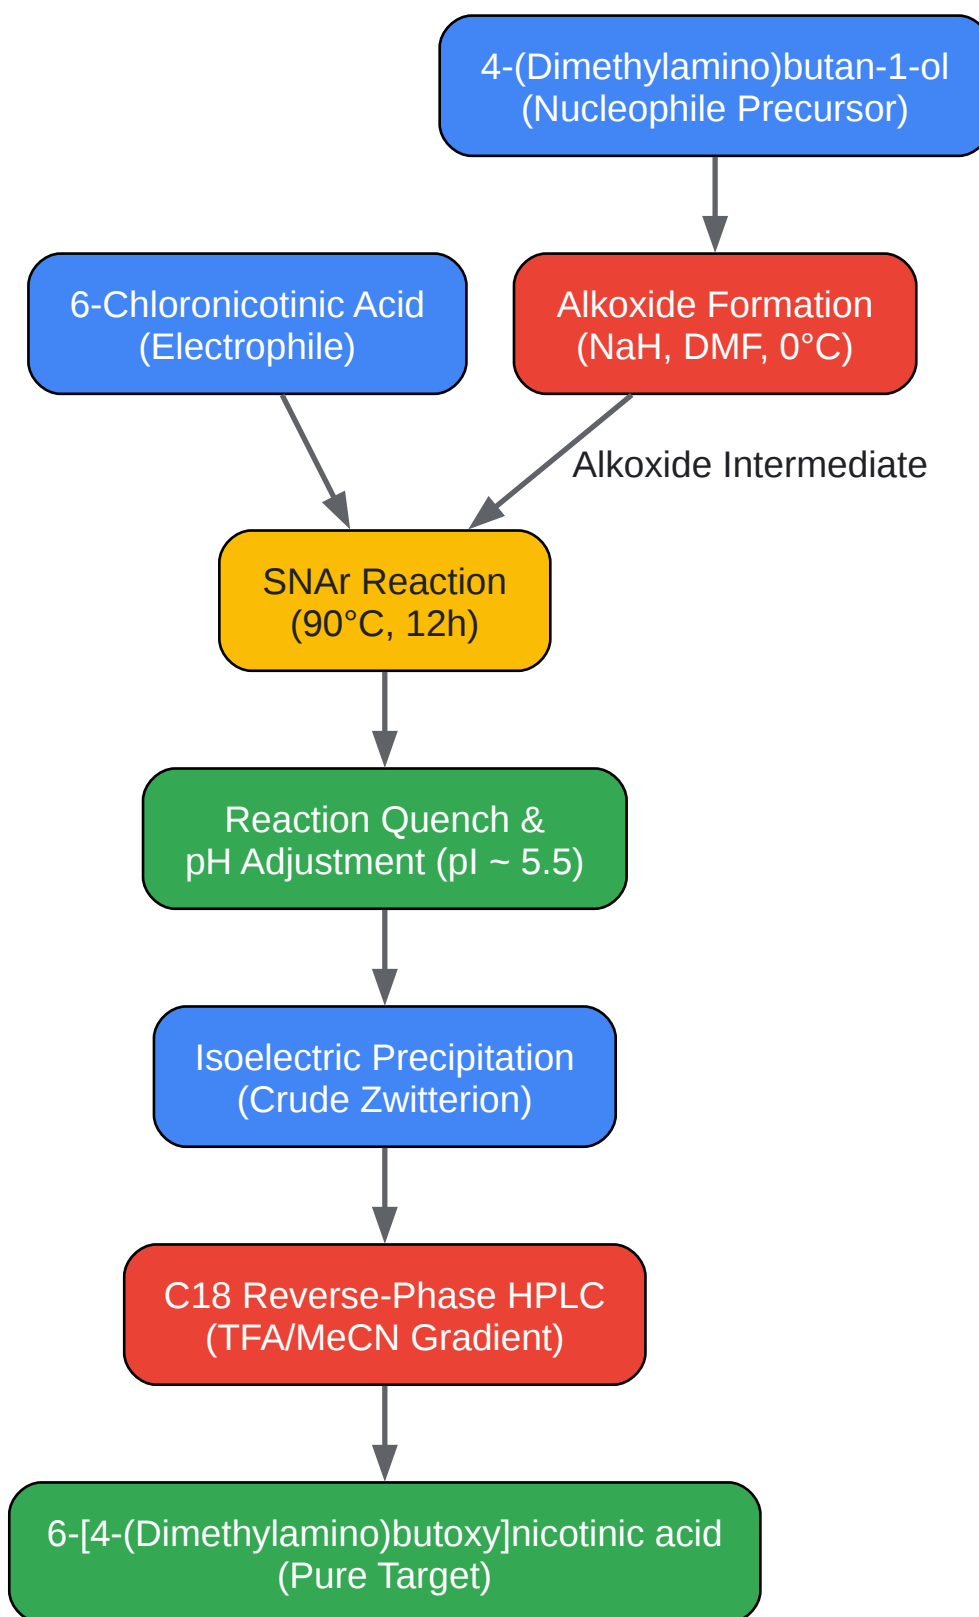 4-(Dimethylamino)butan-1-ol
(Nucleophile Precursor)
6-Chloronicotinic Acid
(Electrophile)
Alkoxide Formation
(NaH, DMF, 0°C)
Alkoxide Intermediate
SNAr Reaction
(90°C, 12h)
Reaction Quench &
pH Adjustment (pI ~ 5.5)
Isoelectric Precipitation
(Crude Zwitterion)
C18 Reverse-Phase HPLC
(TFA/MeCN Gradient)
6-[4-(Dimethylamino)butoxy]nicotinic acid
(Pure Target)